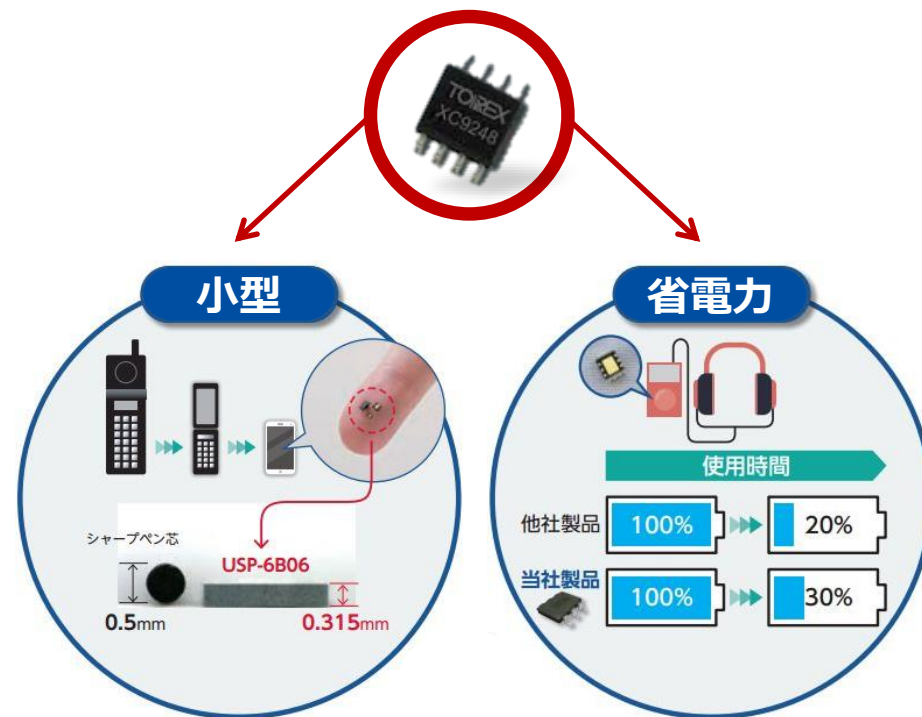 TOIREX
XC9248
小型
シャープペン芯
0.5mm
USP-6B06
0.315mm
省電力
使用時間
他社製品
100%
20%
当社製品
100%
30%